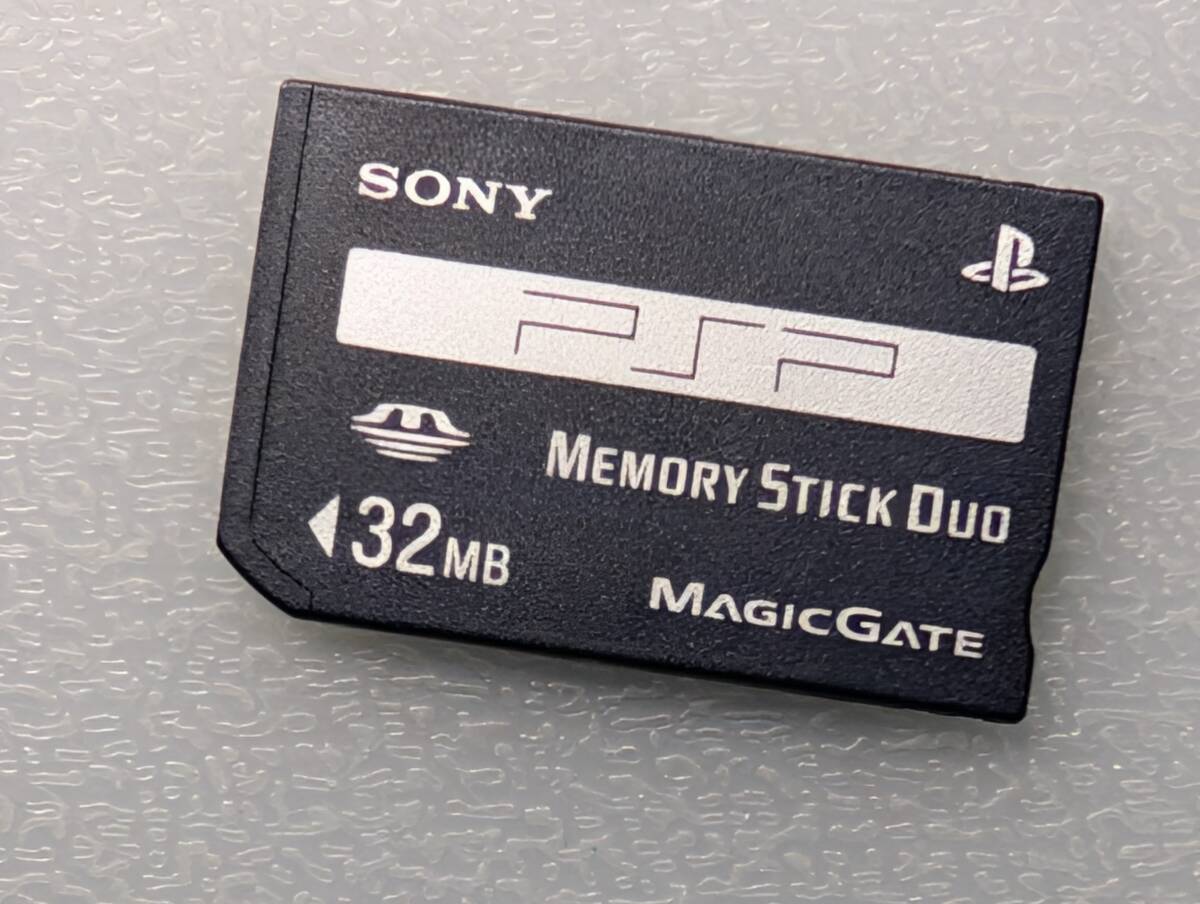 SONY
PSP
MEMORY STICK DUO
32MB
MAGICGATE